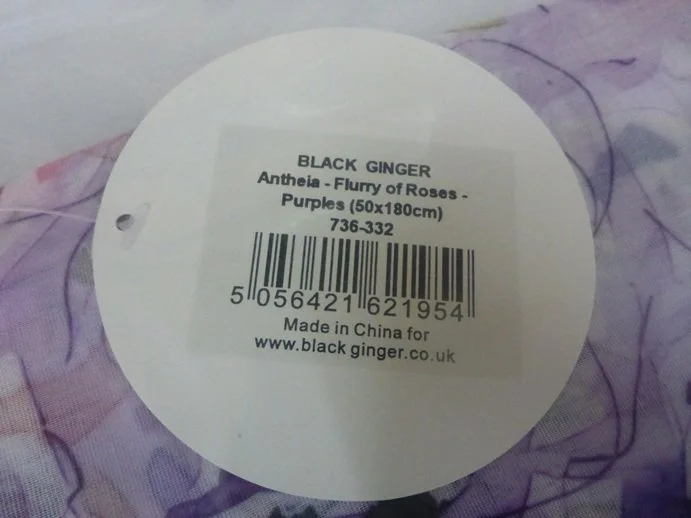 BLACK GINGER
Antheia - Flurry of Roses -
Purples (50x180cm)
736-332
5 056421 621954
Made in China for
www.black ginger.co.uk